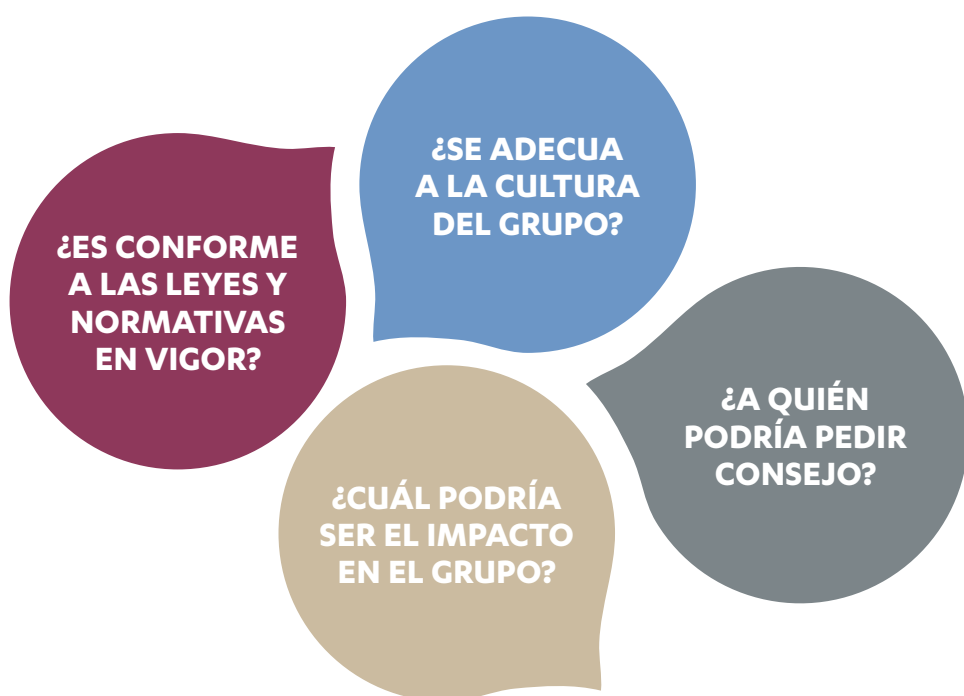 ¿SE ADECUA
A LA CULTURA
DEL GRUPO?
¿ES CONFORME
A LAS LEYES Y
NORMATIVAS
EN VIGOR?
¿A QUIÉN
PODRÍA PEDIR
CONSEJO?
¿CUÁL PODRÍA
SER EL IMPACTO
EN EL GRUPO?